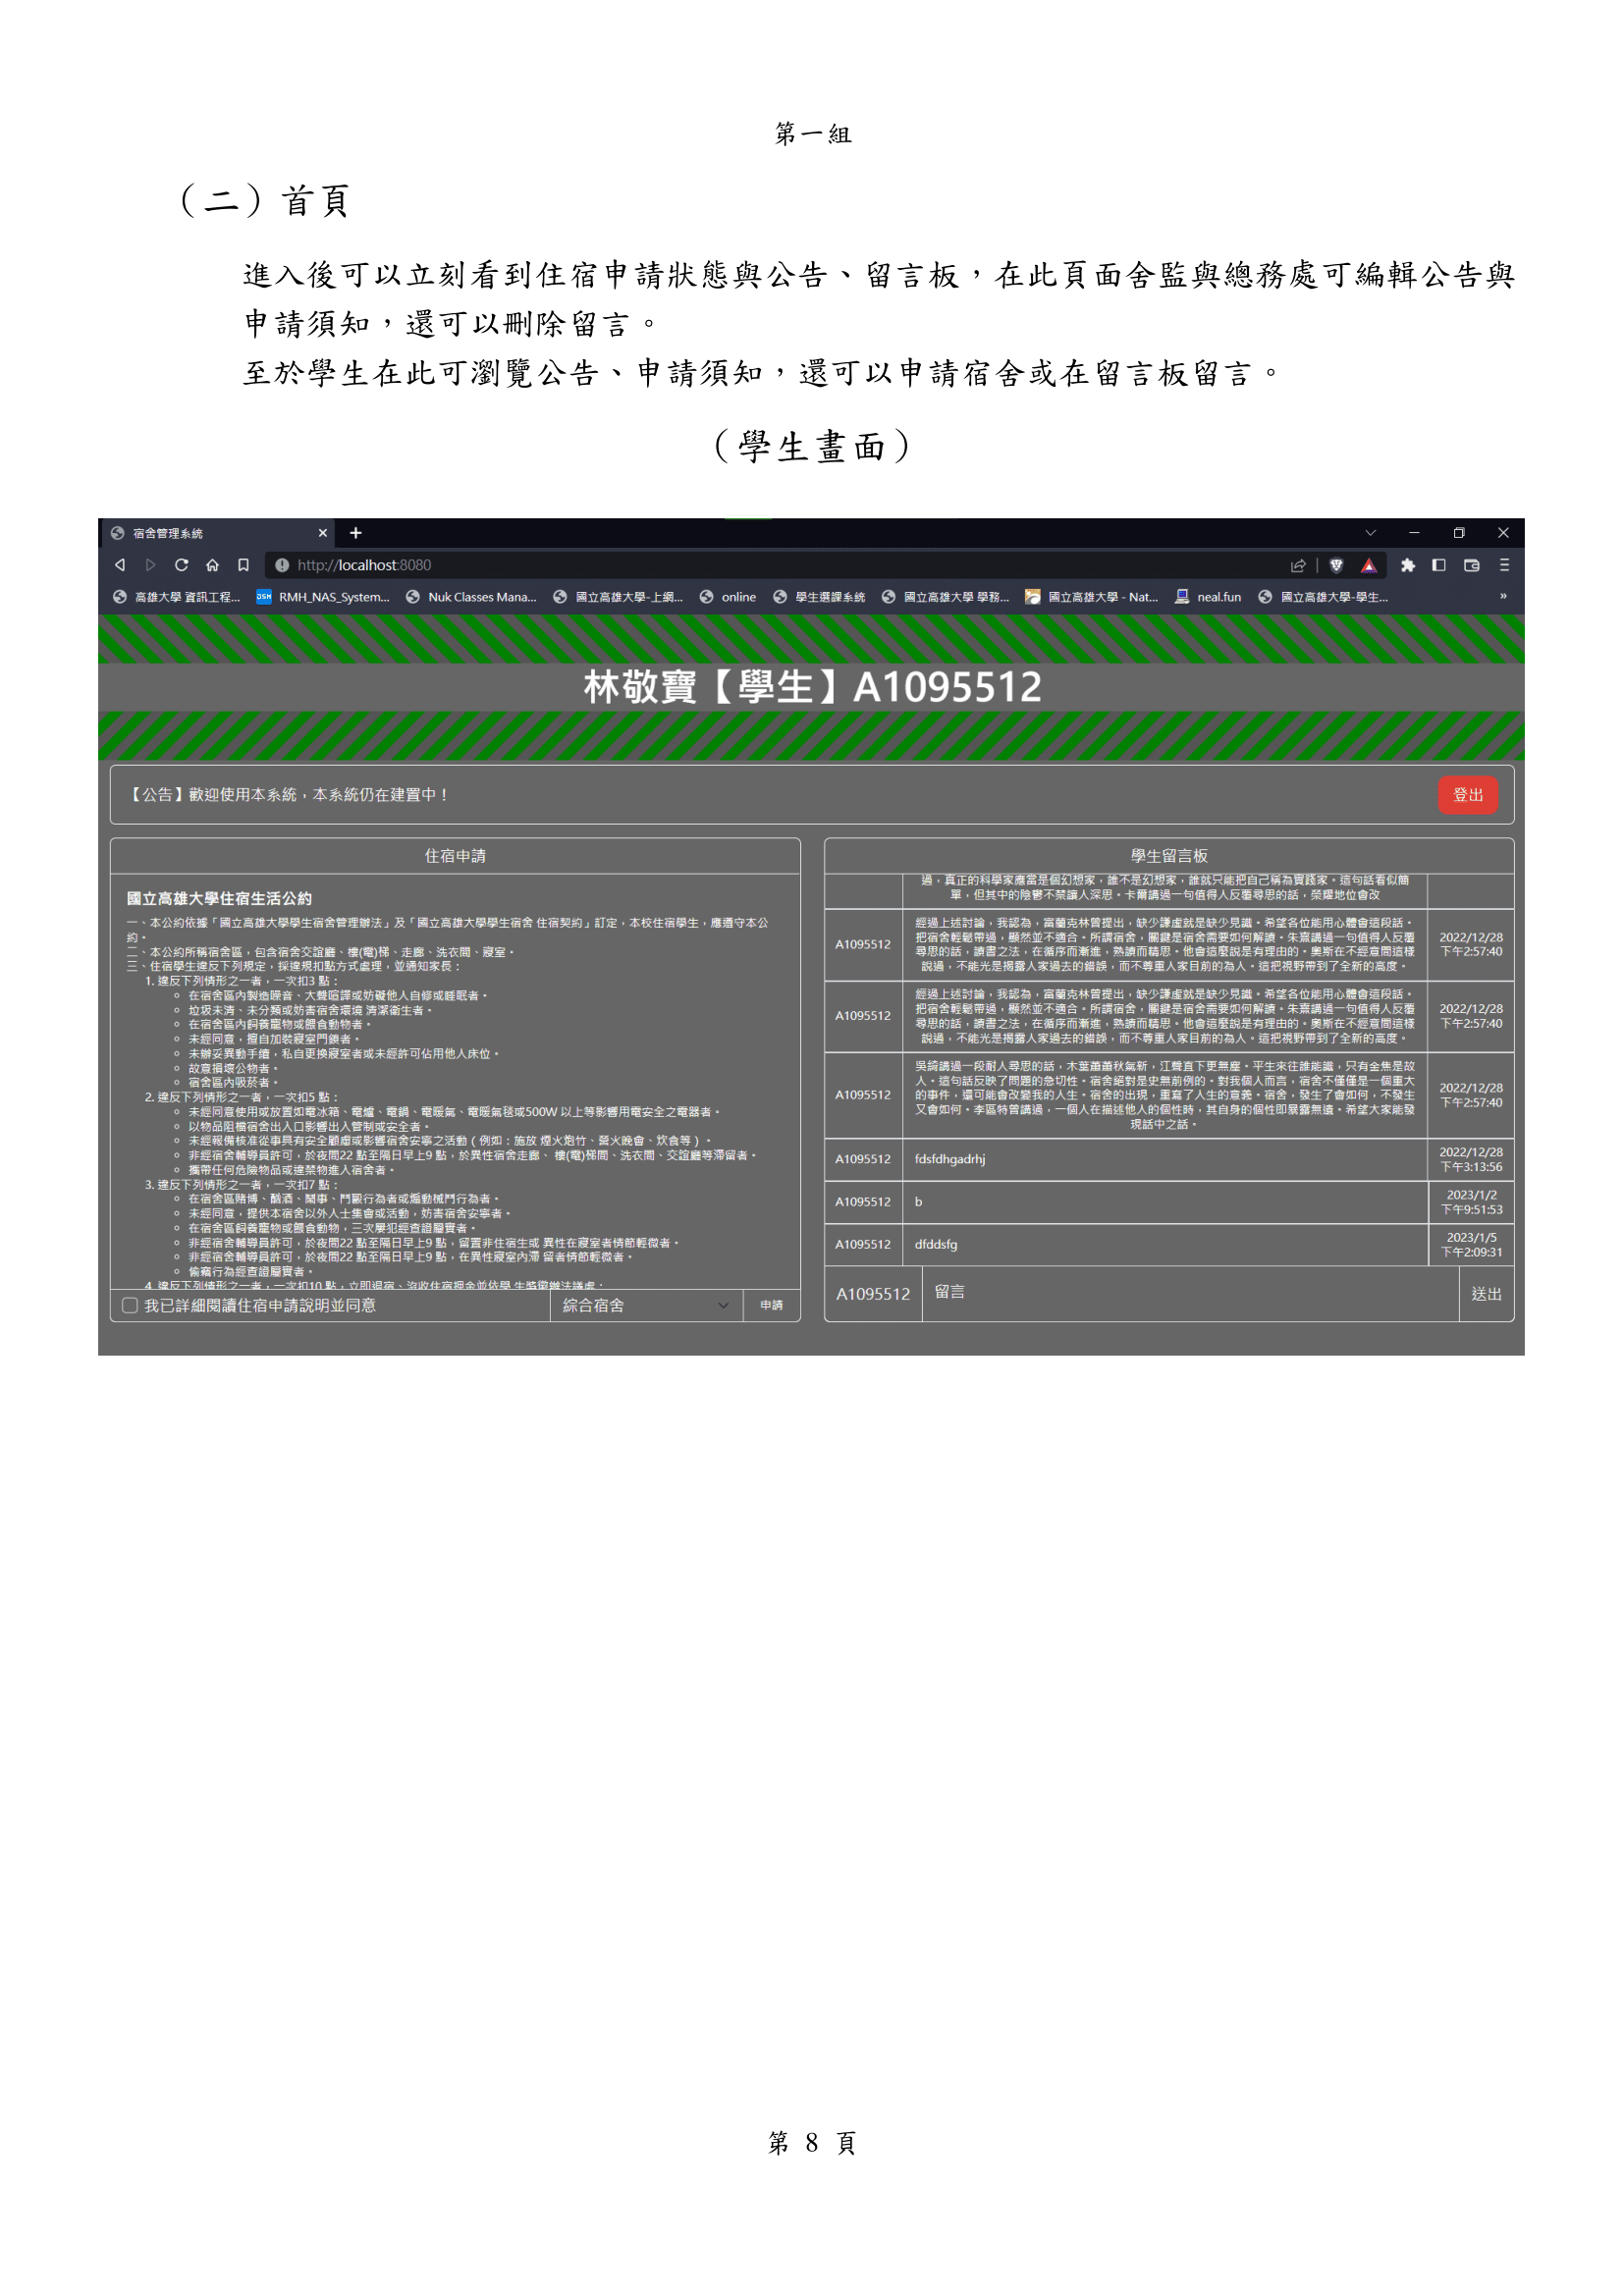 第一組
（二）首頁
進入後可以立刻看到住宿申請狀態與公告、留言板，在此頁面舍監與總務處可編輯公告與
申請須知，還可以刪除留言。
至於學生在此可瀏覽公告、申請須知，還可以申請宿舍或在留言板留言。
（學生畫面）
宿舍管理系統
http://localhost:8080
高雄大學 資訊工程...
RMH_NAS_System...
Nuk Classes Mana...
國立高雄大學-上網...
online
學生選課系統
國立高雄大學 學務...
國立高雄大學 - Nat...
neal.fun
國立高雄大學-學生...
林敬寶【學生】A1095512
【公告】歡迎使用本系統，本系統仍在建置中！
登出
住宿申請
國立高雄大學住宿生活公約
一、本公約依據「國立高雄大學學生宿舍管理辦法」及「國立高雄大學學生宿舍 住宿契約」訂定，本校住宿學生，應遵守本公
約。
二、本公約所稱宿舍區，包含宿舍交誼廳、樓(電)梯、走廊、洗衣間、寢室。
三、住宿學生違反下列規定，採違規扣點方式處理，並通知家長：
1. 違反下列情形之一者，一次扣3 點：
在宿舍區內製造噪音、大聲喧譁或妨礙他人自修或睡眠者。
垃圾未清、未分類或妨害宿舍環境 清潔衛生者。
在宿舍區內飼養寵物或餵食動物者。
未經同意，擅自加裝寢室門鎖者。
未辦妥異動手續，私自更換寢室者或未經許可佔用他人床位。
故意損壞公物者。
宿舍區內吸菸者。
2. 違反下列情形之一者，一次扣5 點：
未經同意使用或放置如電冰箱、電爐、電鍋、電暖氣、電暖氣毯或500W 以上等影響用電安全之電器者。
以物品阻檔宿舍出入口影響出入管制或安全者。
未經報備核准從事具有安全顧慮或影響宿舍安寧之活動（例如：施放 煙火炮竹、營火晚會、炊食等）。
非經宿舍輔導員許可，於夜間22 點至隔日早上9 點，於異性宿舍走廊、 樓(電)梯間、洗衣間、交誼廳等滯留者。
攜帶任何危險物品或違禁物進入宿舍者。
3. 違反下列情形之一者，一次扣7 點：
在宿舍區賭博、酗酒、鬧事、鬥毆行為者或煽動械鬥行為者。
未經同意，提供本宿舍以外人士集會或活動，妨害宿舍安寧者。
在宿舍區飼養寵物或餵食動物，三次屢犯經查證屬實者。
非經宿舍輔導員許可，於夜間22 點至隔日早上9 點，留置非住宿生或 異性在寢室者情節輕微者。
非經宿舍輔導員許可，於夜間22 點至隔日早上9 點，在異性寢室內滯 留者情節輕微者。
偷竊行為經查證屬實者。
4. 違反下列情形之一者，一次扣10 點，立即退宿、沒收住宿押金並依學 生獎懲辦法議處：
我已詳細閱讀住宿申請說明並同意
綜合宿舍
申請
學生留言板
過，真正的科學家應當是個幻想家，誰不是幻想家，誰就只能把自己稱為實踐家。這句話看似簡
單，但其中的陰鬱不禁讓人深思。卡爾講過一句值得人反覆尋思的話，榮耀地位會改
A1095512
經過上述討論，我認為，富蘭克林曾提出，缺少謙虛就是缺少見識。希望各位能用心體會這段話。
把宿舍輕鬆帶過，顯然並不適合。所謂宿舍，關鍵是宿舍需要如何解讀。朱熹講過一句值得人反覆
尋思的話，讀書之法，在循序而漸進，熟讀而精思。他會這麼說是有理由的。奧斯在不經意間這樣
說過，不能光是揭露人家過去的錯誤，而不尊重人家目前的為人。這把視野帶到了全新的高度。
2022/12/28
下午2:57:40
A1095512
經過上述討論，我認為，富蘭克林曾提出，缺少謙虛就是缺少見識。希望各位能用心體會這段話。
把宿舍輕鬆帶過，顯然並不適合。所謂宿舍，關鍵是宿舍需要如何解讀。朱熹講過一句值得人反覆
尋思的話，讀書之法，在循序而漸進，熟讀而精思。他會這麼說是有理由的。奧斯在不經意間這樣
說過，不能光是揭露人家過去的錯誤，而不尊重人家目前的為人。這把視野帶到了全新的高度。
2022/12/28
下午2:57:40
A1095512
吳綺講過一段耐人尋思的話，木葉蕭蕭秋氣新，江聲直下更無塵。平生來往誰能識，只有金焦是故
人。這句話反映了問題的急切性。宿舍絕對是史無前例的。對我個人而言，宿舍不僅僅是一個重大
的事件，還可能會改變我的人生。宿舍的出現，重寫了人生的意義。宿舍，發生了會如何，不發生
又會如何。李區特曾講過，一個人在描述他人的個性時，其自身的個性即暴露無遺。希望大家能發
現話中之話。
2022/12/28
下午2:57:40
A1095512
fdsfdhgadrhj
2022/12/28
下午3:13:56
A1095512
b
2023/1/2
下午9:51:53
A1095512
dfddsfg
2023/1/5
下午2:09:31
A1095512
留言
送出
第 8 頁